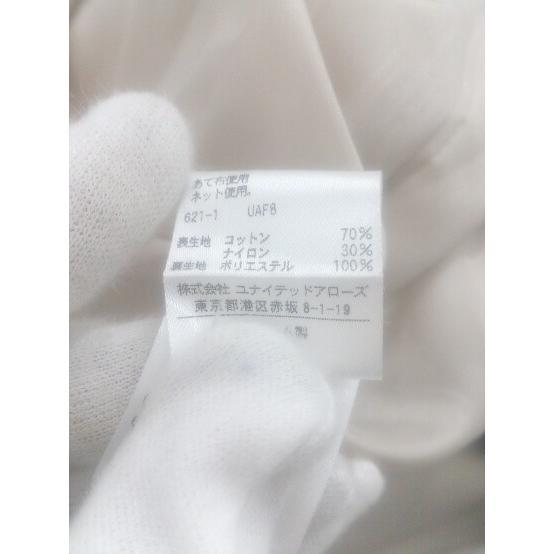 あて布使用
ネット使用。
621-1 UAF8
表生地 コットン 70%
ナイロン 30%
裏生地 ポリエステル 100%
株式会社 ユナイテッドアローズ
東京都港区赤坂 8-1-19